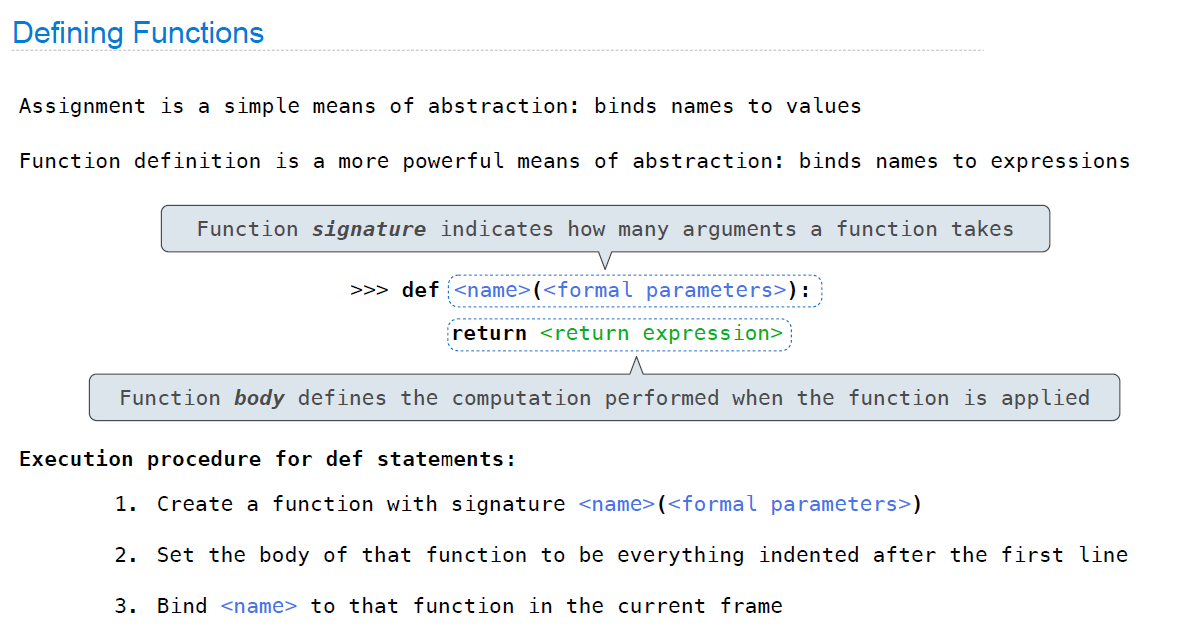 Defining Functions
Assignment is a simple means of abstraction: binds names to values
Function definition is a more powerful means of abstraction: binds names to expressions
Function signature indicates how many arguments a function takes
>>> def <name>(<formal parameters>):
return <return expression>
Function body defines the computation performed when the function is applied
Execution procedure for def statements:
1. Create a function with signature <name>(<formal parameters>)
2. Set the body of that function to be everything indented after the first line
3. Bind <name> to that function in the current frame